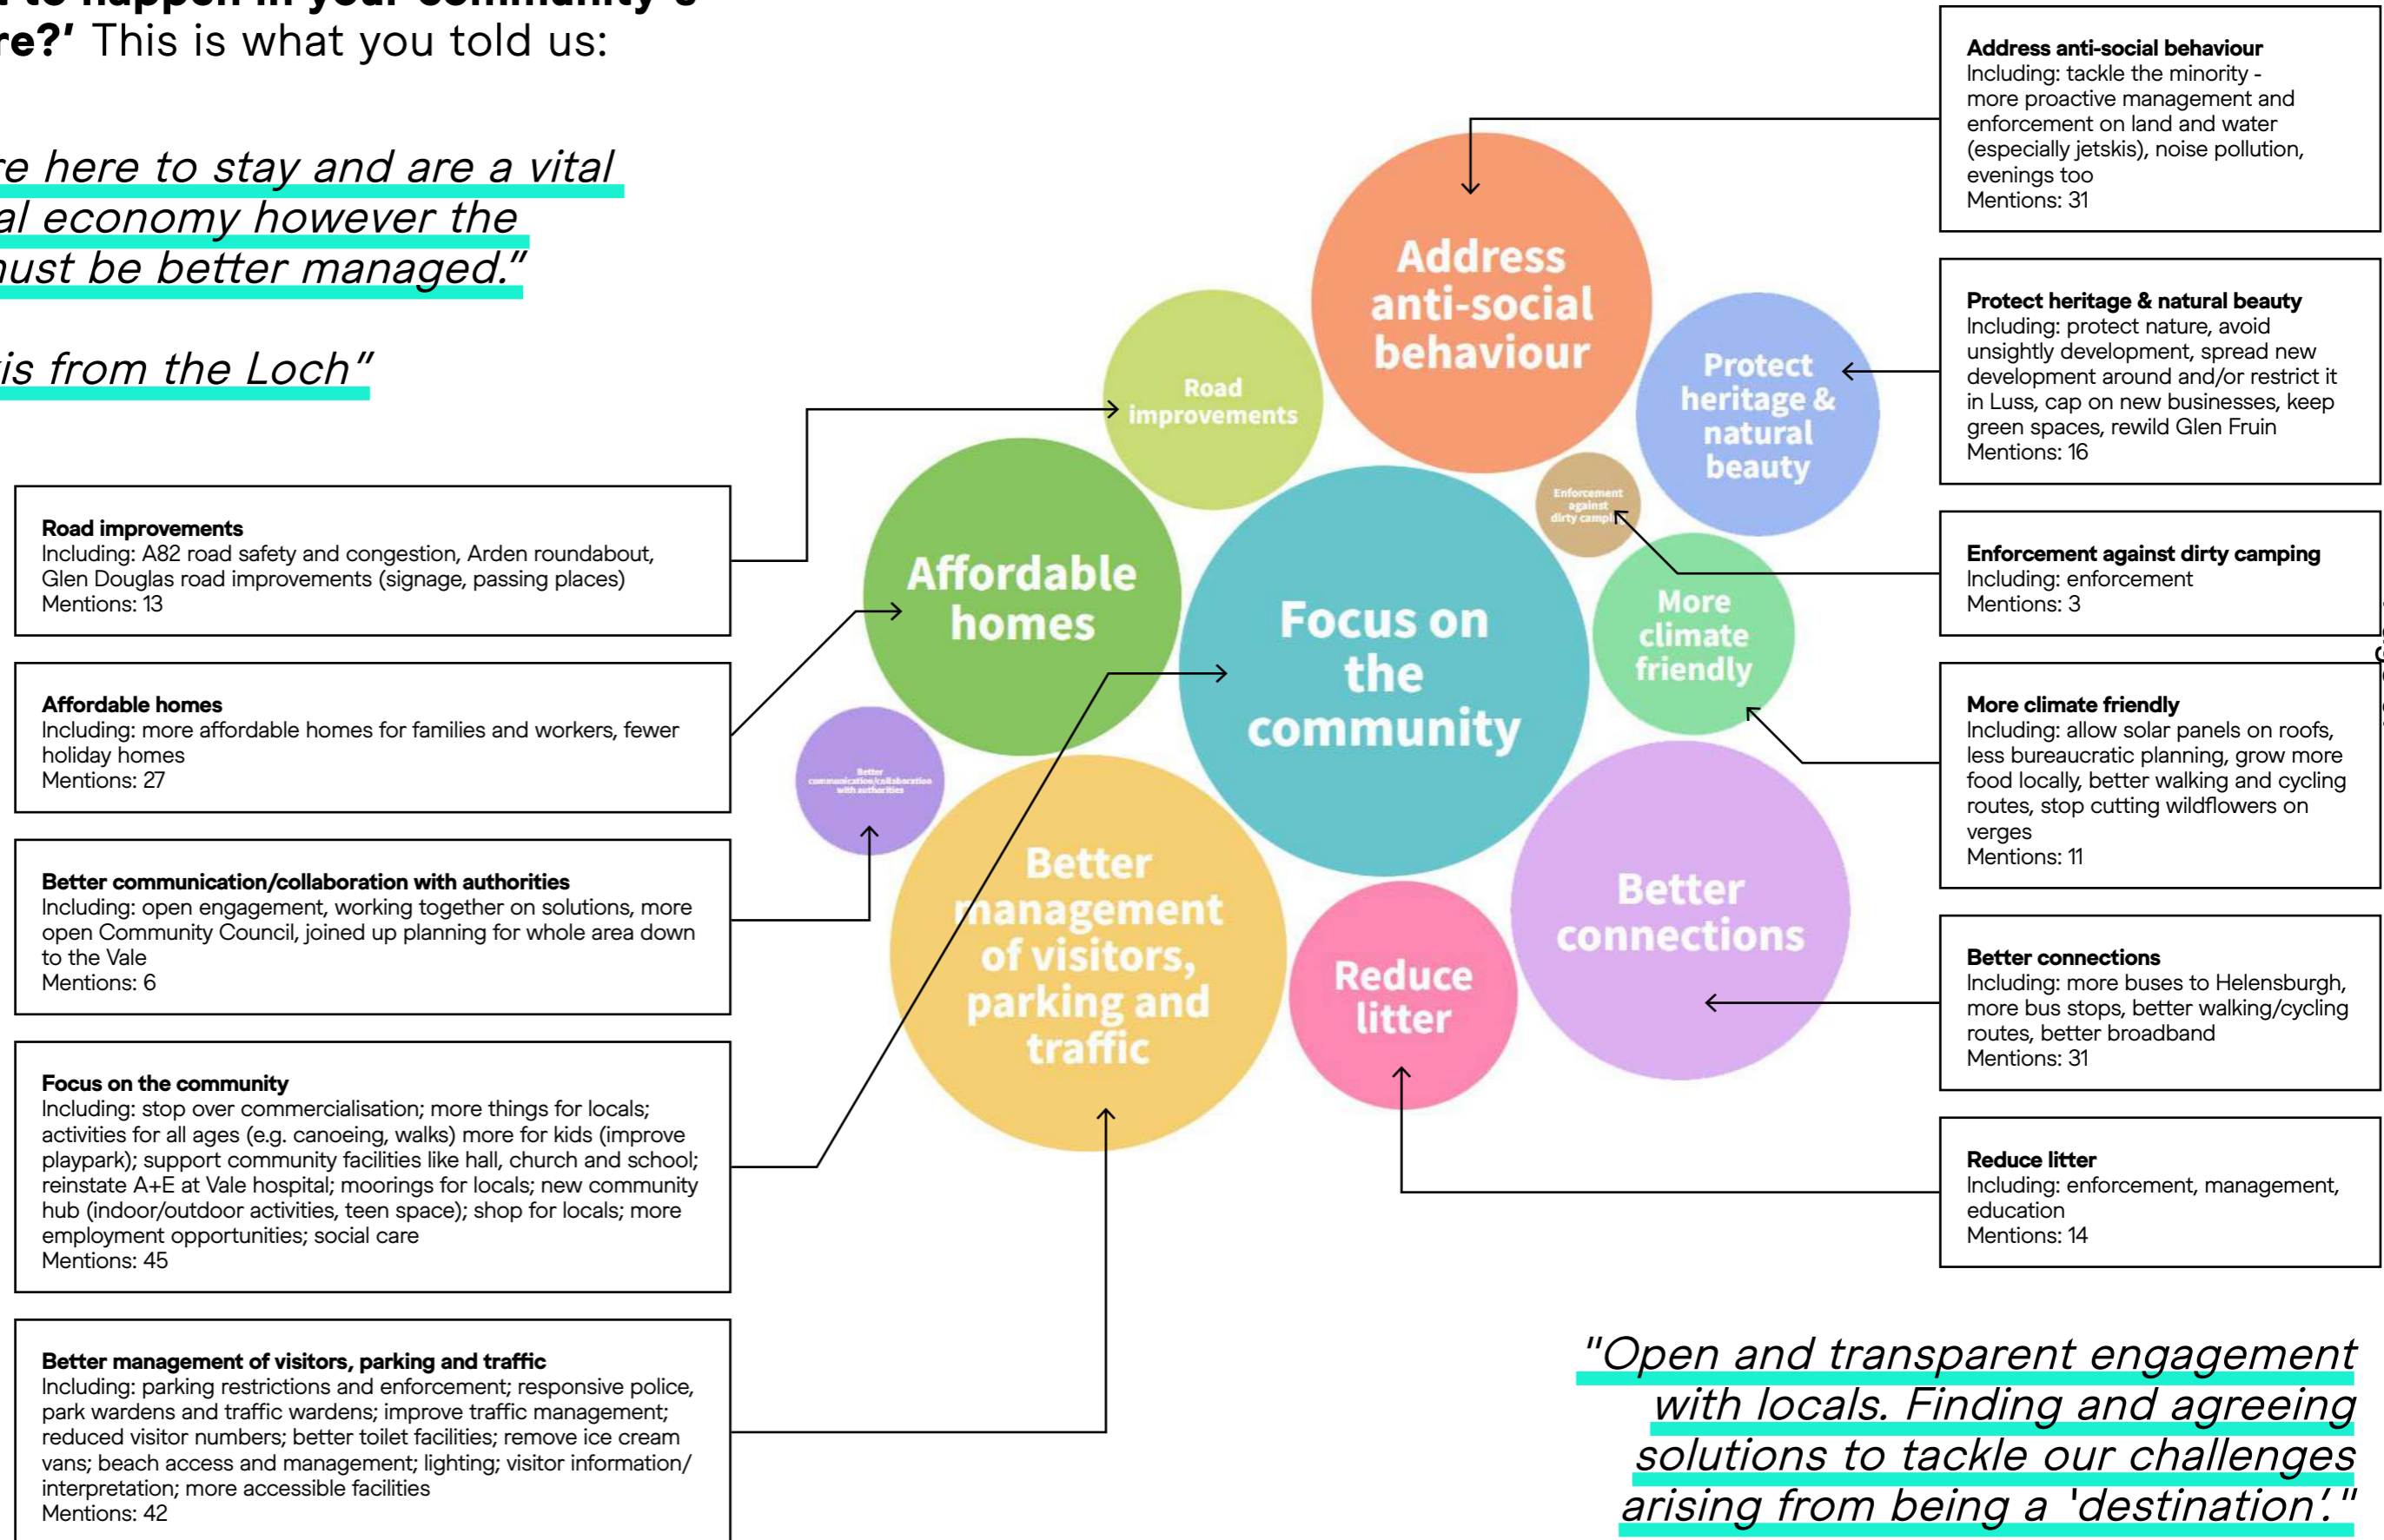 to happen in your community's
re?' This is what you told us:
re here to stay and are a vital
al economy however the
must be better managed."
is from the Loch"
Road improvements
Including: A82 road safety and congestion, Arden roundabout,
Glen Douglas road improvements (signage, passing places)
Mentions: 13
Affordable homes
Including: more affordable homes for families and workers, fewer
holiday homes
Mentions: 27
Better communication/collaboration with authorities
Including: open engagement, working together on solutions, more
open Community Council, joined up planning for whole area down
to the Vale
Mentions: 6
Focus on the community
Including: stop over commercialisation; more things for locals;
activities for all ages (e.g. canoeing, walks) more for kids (improve
playpark); support community facilities like hall, church and school;
reinstate A+E at Vale hospital; moorings for locals; new community
hub (indoor/outdoor activities, teen space); shop for locals; more
employment opportunities; social care
Mentions: 45
Better management of visitors, parking and traffic
Including: parking restrictions and enforcement; responsive police,
park wardens and traffic wardens; improve traffic management;
reduced visitor numbers; better toilet facilities; remove ice cream
vans; beach access and management; lighting; visitor information/
interpretation; more accessible facilities
Mentions: 42
Address
anti-social
behaviour
Road
improvements
Protect
heritage &
natural
beauty
Enforcement
against
dirty camping
Affordable
homes
Focus on
the
community
More
climate
friendly
Better
communication/collaboration
with authorities
Better
management
of visitors,
parking and
traffic
Reduce
litter
Better
connections
Address anti-social behaviour
Including: tackle the minority -
more proactive management and
enforcement on land and water
(especially jetskis), noise pollution,
evenings too
Mentions: 31
Protect heritage & natural beauty
Including: protect nature, avoid
unsightly development, spread new
development around and/or restrict it
in Luss, cap on new businesses, keep
green spaces, rewild Glen Fruin
Mentions: 16
Enforcement against dirty camping
Including: enforcement
Mentions: 3
More climate friendly
Including: allow solar panels on roofs,
less bureaucratic planning, grow more
food locally, better walking and cycling
routes, stop cutting wildflowers on
verges
Mentions: 11
Better connections
Including: more buses to Helensburgh,
more bus stops, better walking/cycling
routes, better broadband
Mentions: 31
Reduce litter
Including: enforcement, management,
education
Mentions: 14
"Open and transparent engagement
with locals. Finding and agreeing
solutions to tackle our challenges
arising from being a 'destination'."